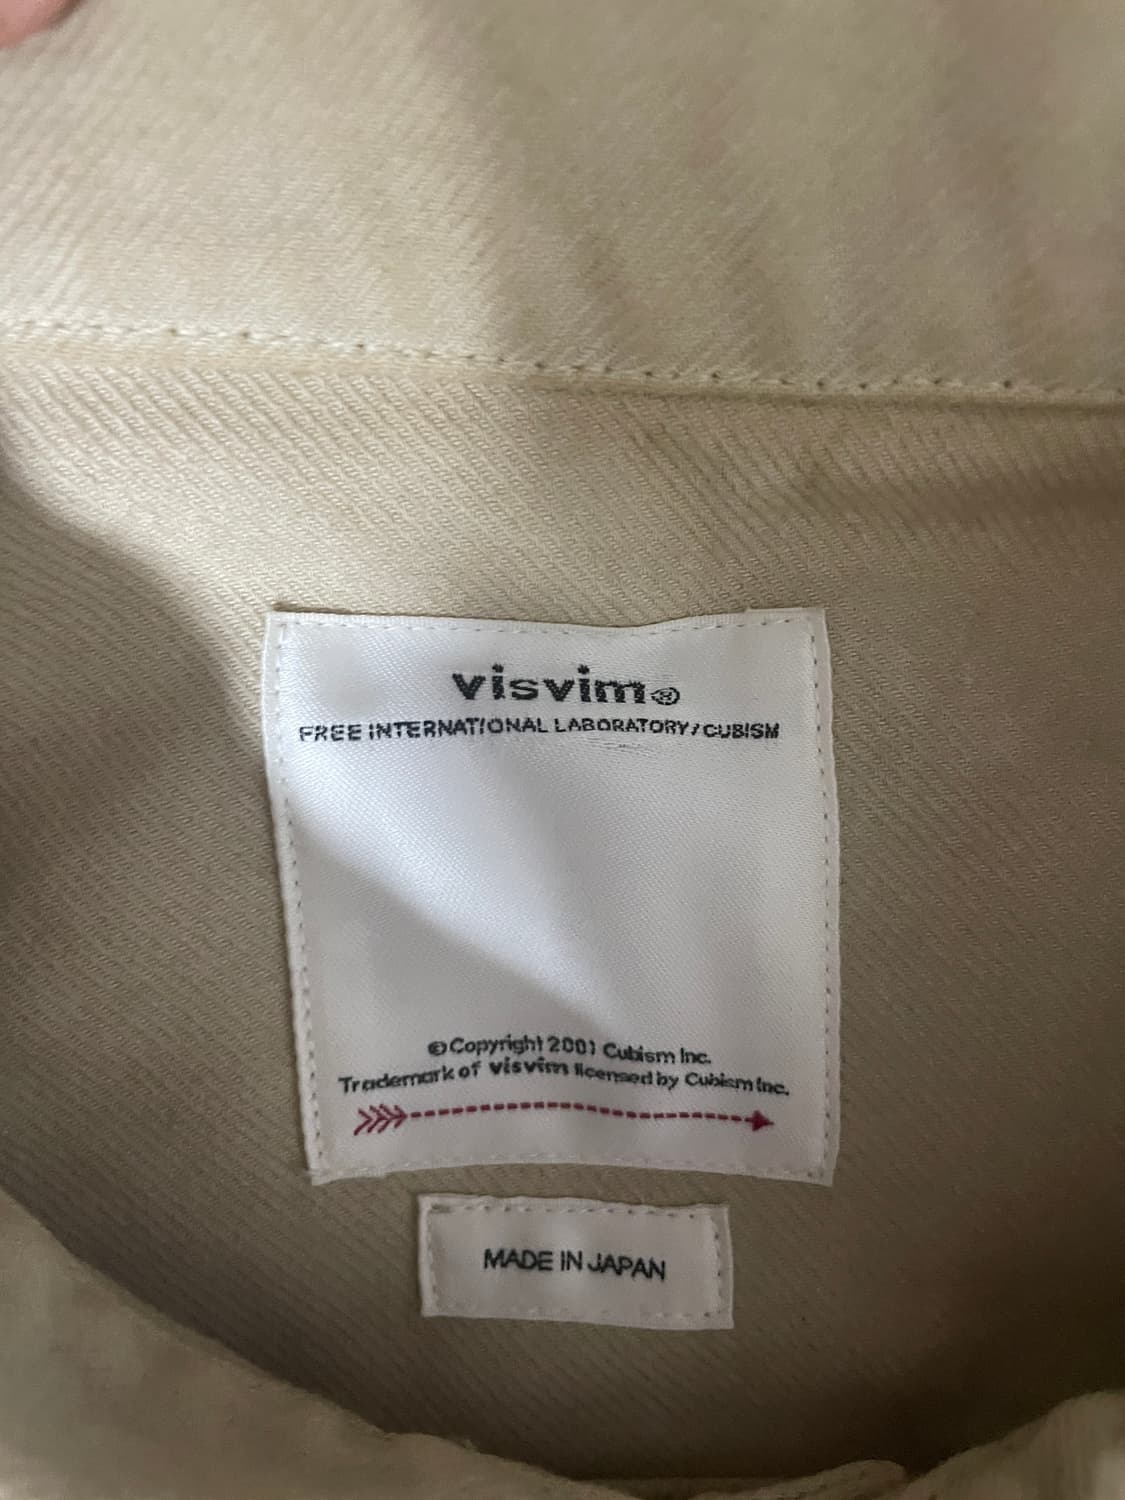 visvim®
FREE INTERNATIONAL LABORATORY/CUBISM
© Copyright 2001 Cubism Inc.
Trademark of visvim licensed by Cubism Inc.
MADE IN JAPAN